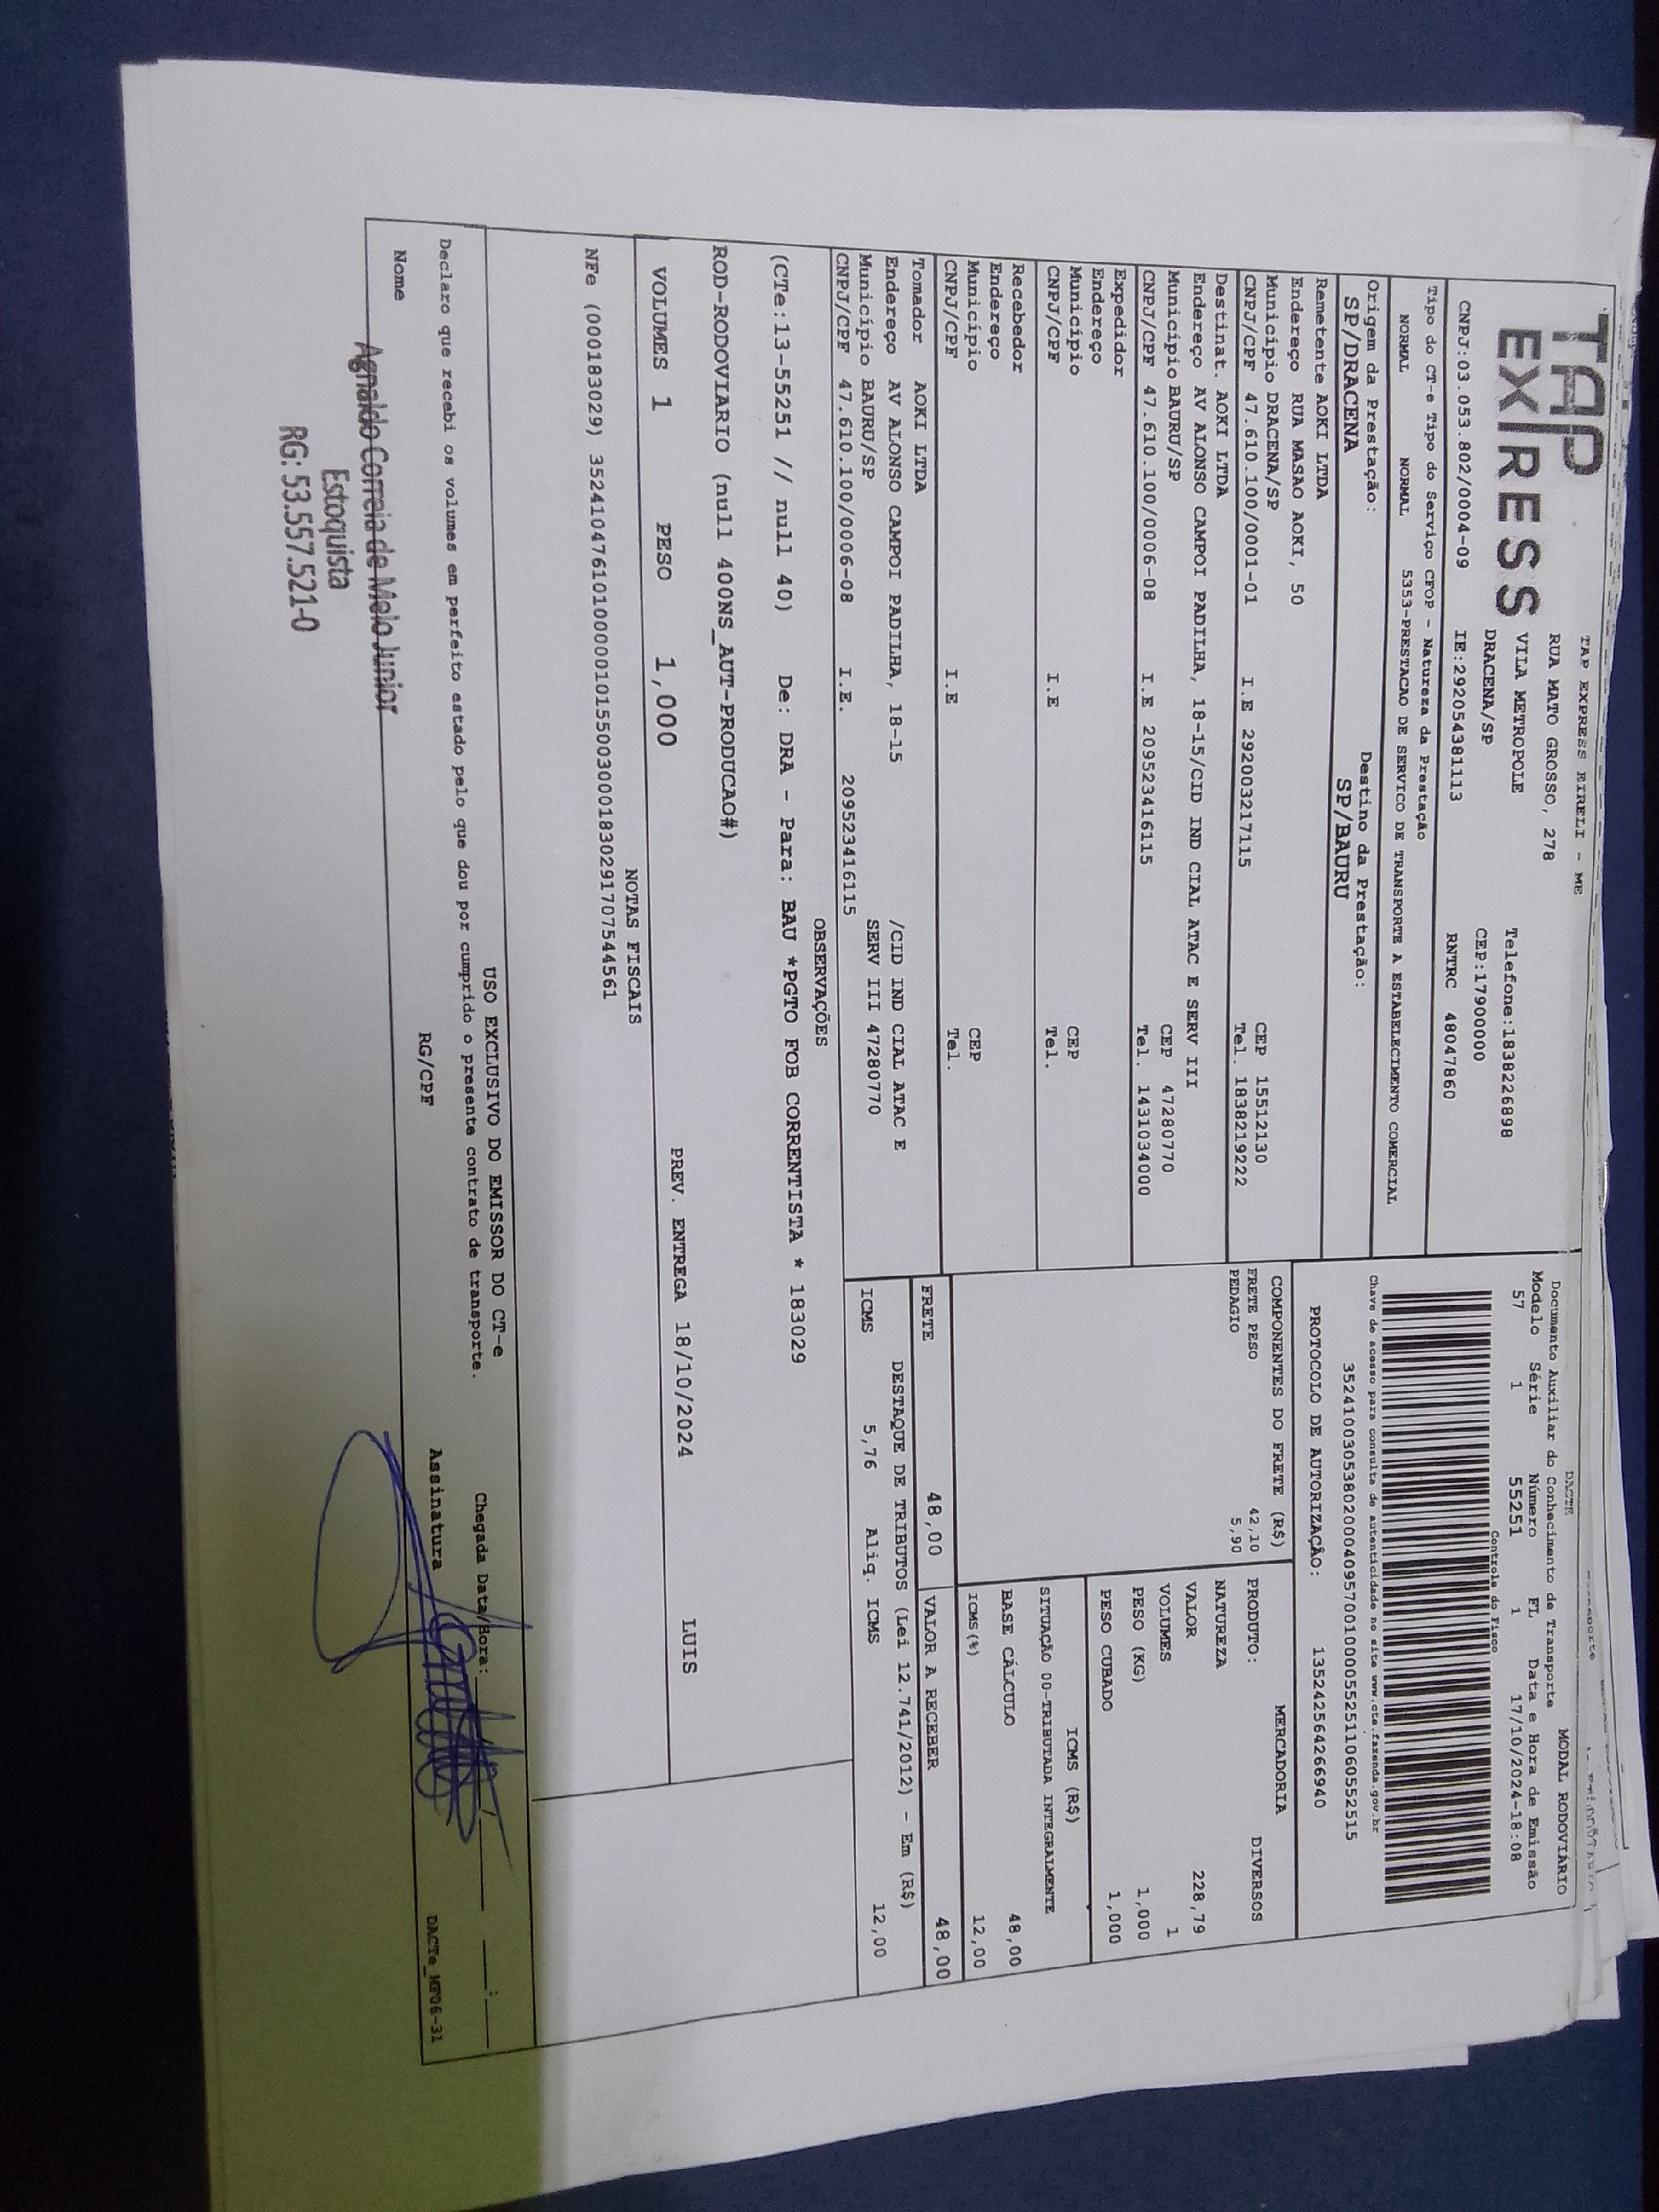 TAP EXPRESS
TAP EXPRESS EIRELI - ME
RUA MATO GROSSO, 278
VILA METROPOLE
DRACENA/SP
Telefone:1838226898
CEP:17900000
CNPJ:03.053.802/0004-09 IE:292054381113 RNTRC 48047860
Tipo do CT-e Tipo do Serviço CFOP - Natureza da Prestação
NORMAL NORMAL 5353-PRESTACAO DE SERVICO DE TRANSPORTE A ESTABELECIMENTO COMERCIAL
Origem da Prestação: Destino da Prestação:
SP/DRACENA SP/BAURU
DACTE MODAL RODOVIÁRIO
Documento Auxiliar do Conhecimento de Transporte
Modelo Série Número FL Data e Hora de Emissão
57 1 55251 1 17/10/2024-18:08
Controle do Fisco
Chave de acesso para consulta de autenticidade no site www.cte.fazenda.gov.br
35241003053802000409570010000552511060552515
PROTOCOLO DE AUTORIZAÇÃO: 135242564266940
Remetente AOKI LTDA
Endereço RUA MASAO AOKI, 50
Município DRACENA/SP CEP 15512130
CNPJ/CPF 47.610.100/0001-01 I.E 292003217115 Tel. 1838219222
Destinat. AOKI LTDA
Endereço AV ALONSO CAMPOI PADILHA, 18-15/CID IND CIAL ATAC E SERV III
Município BAURU/SP CEP 47280770
CNPJ/CPF 47.610.100/0006-08 I.E 209523416115 Tel. 1431034000
Expedidor
Endereço
Município CEP
CNPJ/CPF I.E Tel.
Recebedor
Endereço
Município CEP
CNPJ/CPF I.E Tel.
Tomador AOKI LTDA
Endereço AV ALONSO CAMPOI PADILHA, 18-15 /CID IND CIAL ATAC E
Município BAURU/SP SERV III 47280770
CNPJ/CPF 47.610.100/0006-08 I.E. 209523416115
COMPONENTES DO FRETE (R$)
FRETE PESO 42,10
PEDAGIO 5,90
MERCADORIA
PRODUTO: DIVERSOS
NATUREZA
VALOR 228,79
VOLUMES 1
PESO (KG) 1,000
PESO CUBADO 1,000
ICMS (R$)
SITUAÇÃO 00-TRIBUTADA INTEGRALMENTE
BASE CÁLCULO 48,00
ICMS(%) 12,00
FRETE 48,00 VALOR A RECEBER 48,00
DESTAQUE DE TRIBUTOS (Lei 12.741/2012) - Em (R$)
ICMS 5,76 Aliq. ICMS 12,00
OBSERVAÇÕES
(CTe:13-55251 // null 40) De: DRA - Para: BAU *PGTO FOB CORRENTISTA * 183029
ROD-RODOVIARIO (null 400NS_AUT-PRODUCAO#)
VOLUMES 1 PESO 1,000 PREV. ENTREGA 18/10/2024 LUIS
NOTAS FISCAIS
NFe (000183029) 35241047610100000101550030001830291707544561
USO EXCLUSIVO DO EMISSOR DO CT-e
Declaro que recebi os volumes em perfeito estado pelo que dou por cumprido o presente contrato de transporte. Chegada Data/Hora:
Nome RG/CPF Assinatura
DACTe_MP06-31
Agnaldo Correia de Melo Junior
Estoquista
RG: 53.557.521-0